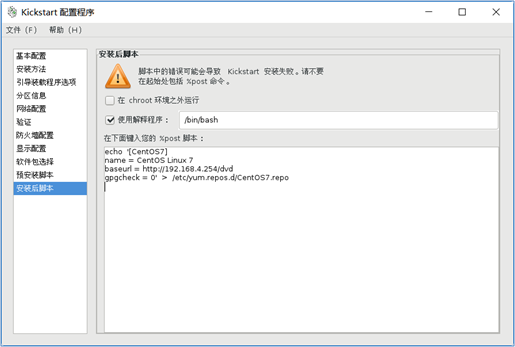 Kickstart 配置程序
文件（F） 帮助（H）
基本配置
安装方法
引导装载程序选项
分区信息
网络配置
验证
防火墙配置
显示配置
软件包选择
预安装脚本
安装后脚本
安装后脚本
脚本中的错误可能会导致 Kickstart 安装失败。请不要
在起始处包括 %post 命令。
在 chroot 环境之外运行
使用解释程序： /bin/bash
在下面键入您的 %post 脚本：
echo '[CentOS7]
name = CentOS Linux 7
baseurl = http://192.168.4.254/dvd
gpgcheck = 0' > /etc/yum.repos.d/CentOS7.repo